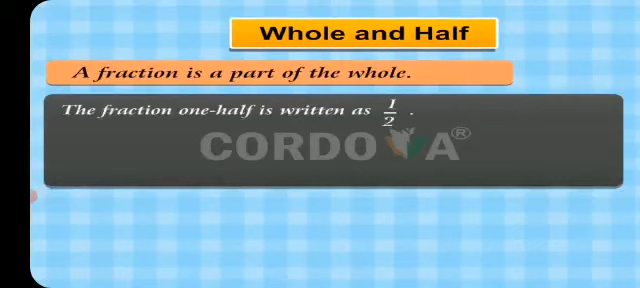 Whole and Half
A fraction is a part of the whole.
The fraction one-half is written as 1/2 .
CORDOVA®